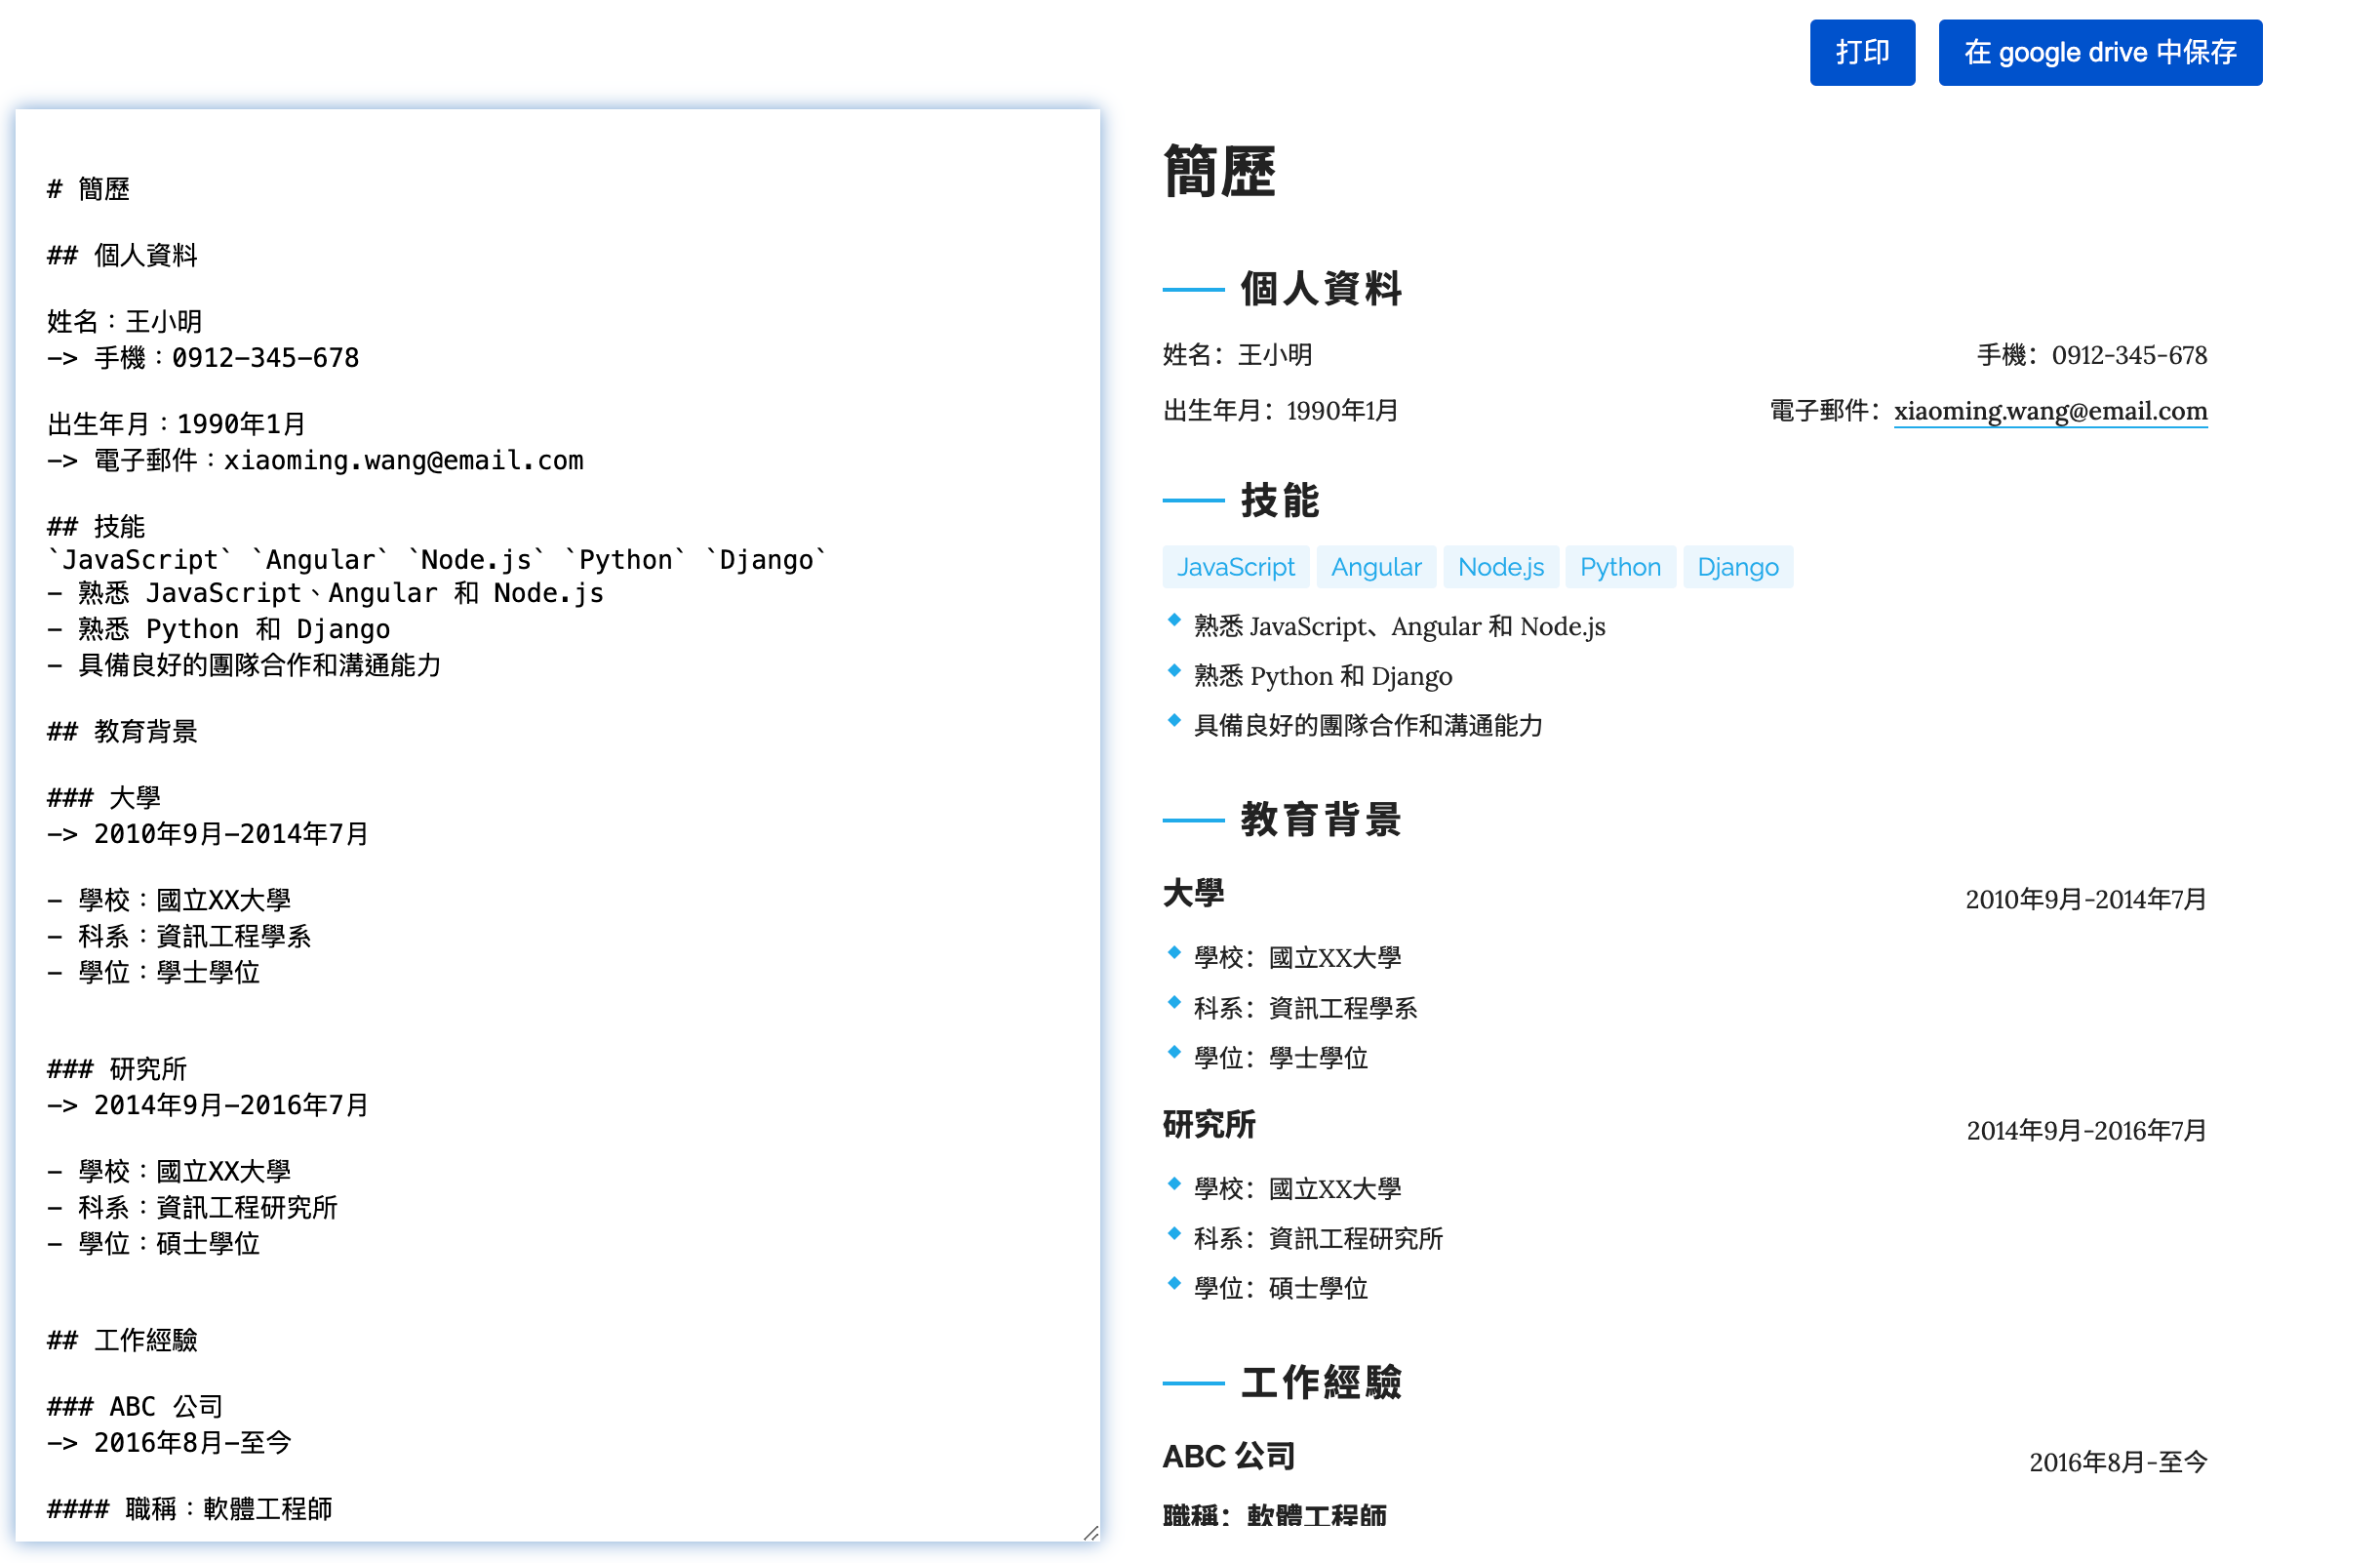 打印
在 google drive 中保存
# 簡歷
## 個人資料
姓名：王小明
-> 手機：0912-345-678
出生年月：1990年1月
-> 電子郵件：xiaoming.wang@email.com
## 技能
`JavaScript` `Angular` `Node.js` `Python` `Django`
- 熟悉 JavaScript、Angular 和 Node.js
- 熟悉 Python 和 Django
- 具備良好的團隊合作和溝通能力
## 教育背景
### 大學
-> 2010年9月-2014年7月
- 學校：國立XX大學
- 科系：資訊工程學系
- 學位：學士學位
### 研究所
-> 2014年9月-2016年7月
- 學校：國立XX大學
- 科系：資訊工程研究所
- 學位：碩士學位
## 工作經驗
### ABC 公司
-> 2016年8月-至今
#### 職稱：軟體工程師
簡歷
個人資料
姓名：王小明 手機：0912-345-678
出生年月：1990年1月 電子郵件：xiaoming.wang@email.com
技能
JavaScript Angular Node.js Python Django
熟悉 JavaScript、Angular 和 Node.js
熟悉 Python 和 Django
具備良好的團隊合作和溝通能力
教育背景
大學 2010年9月-2014年7月
學校：國立XX大學
科系：資訊工程學系
學位：學士學位
研究所 2014年9月-2016年7月
學校：國立XX大學
科系：資訊工程研究所
學位：碩士學位
工作經驗
ABC 公司 2016年8月-至今
職稱：軟體工程師